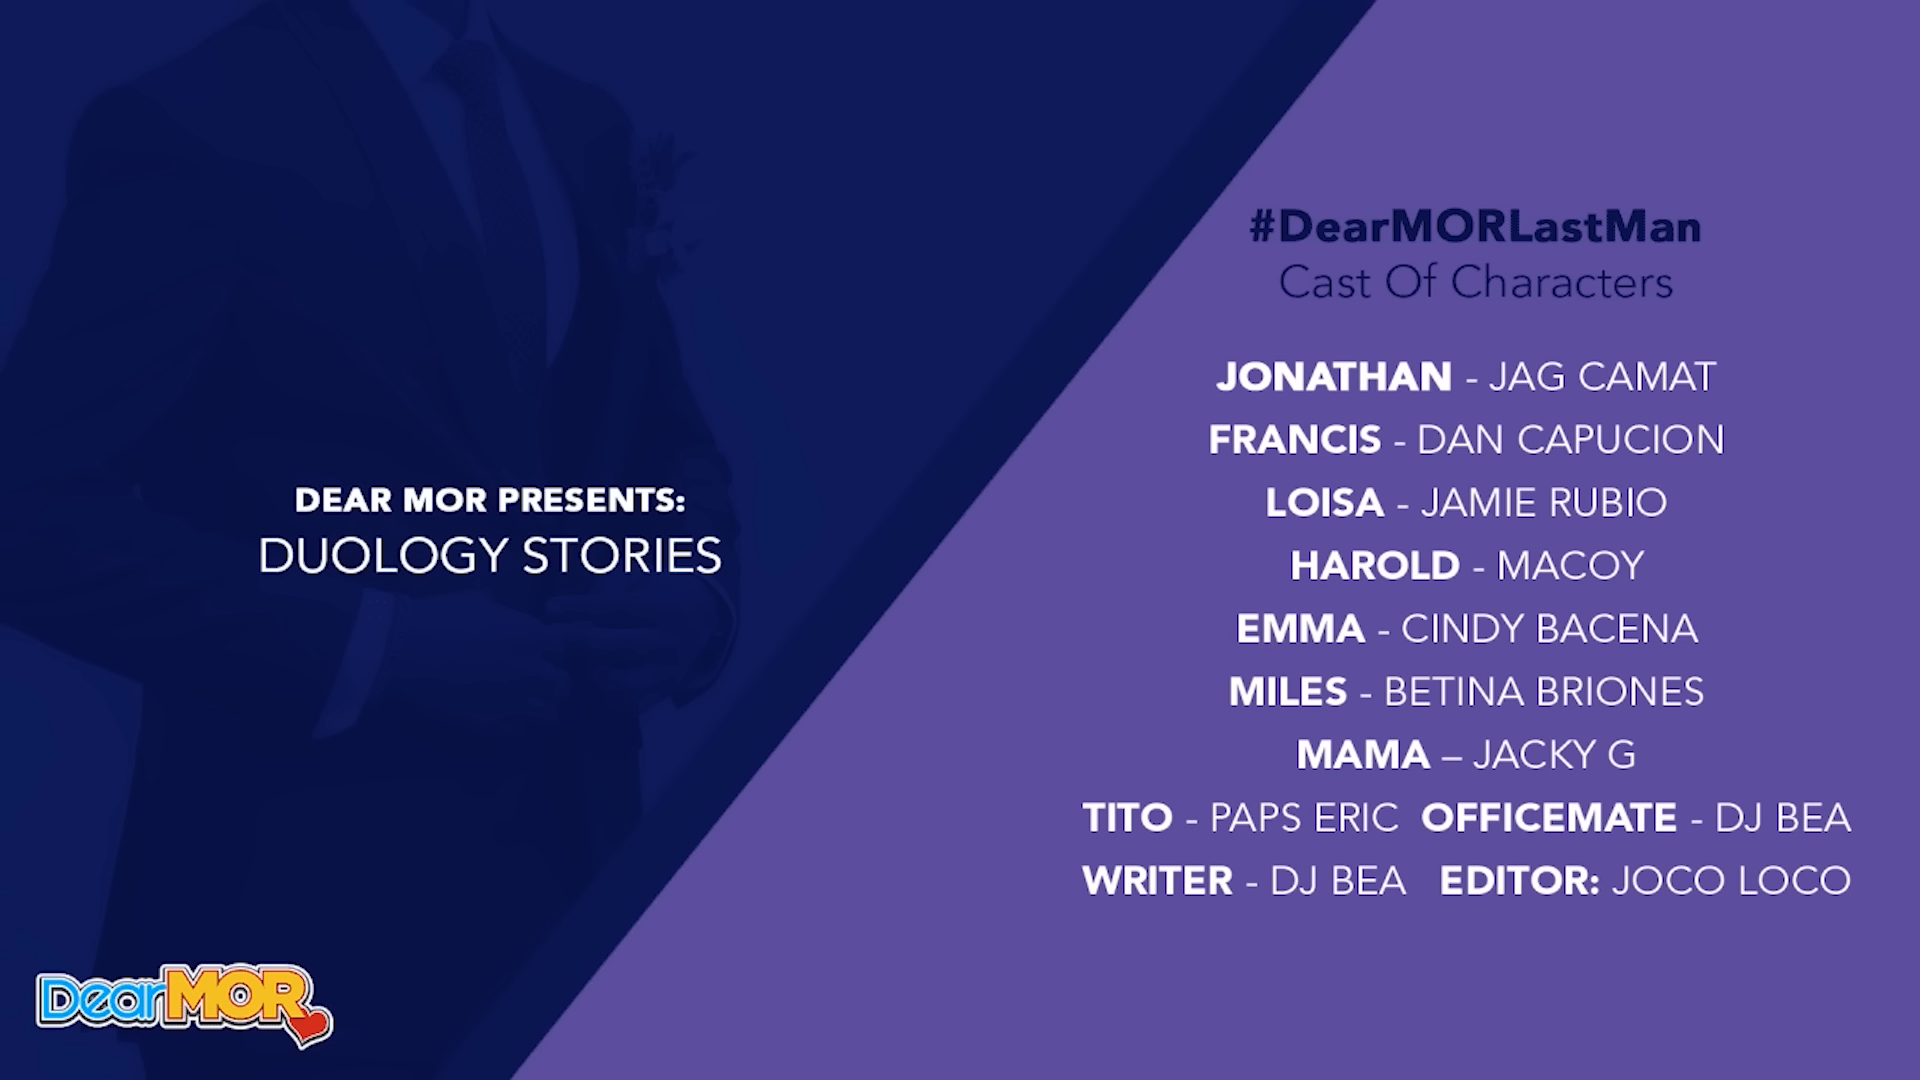 DEAR MOR PRESENTS:
DUOLOGY STORIES
#DearMORLastMan
Cast Of Characters
JONATHAN - JAG CAMAT
FRANCIS - DAN CAPUCION
LOISA - JAMIE RUBIO
HAROLD - MACOY
EMMA - CINDY BACENA
MILES - BETINA BRIONES
MAMA – JACKY G
TITO - PAPS ERIC OFFICEMATE - DJ BEA
WRITER - DJ BEA EDITOR: JOCO LOCO
Dear MOR